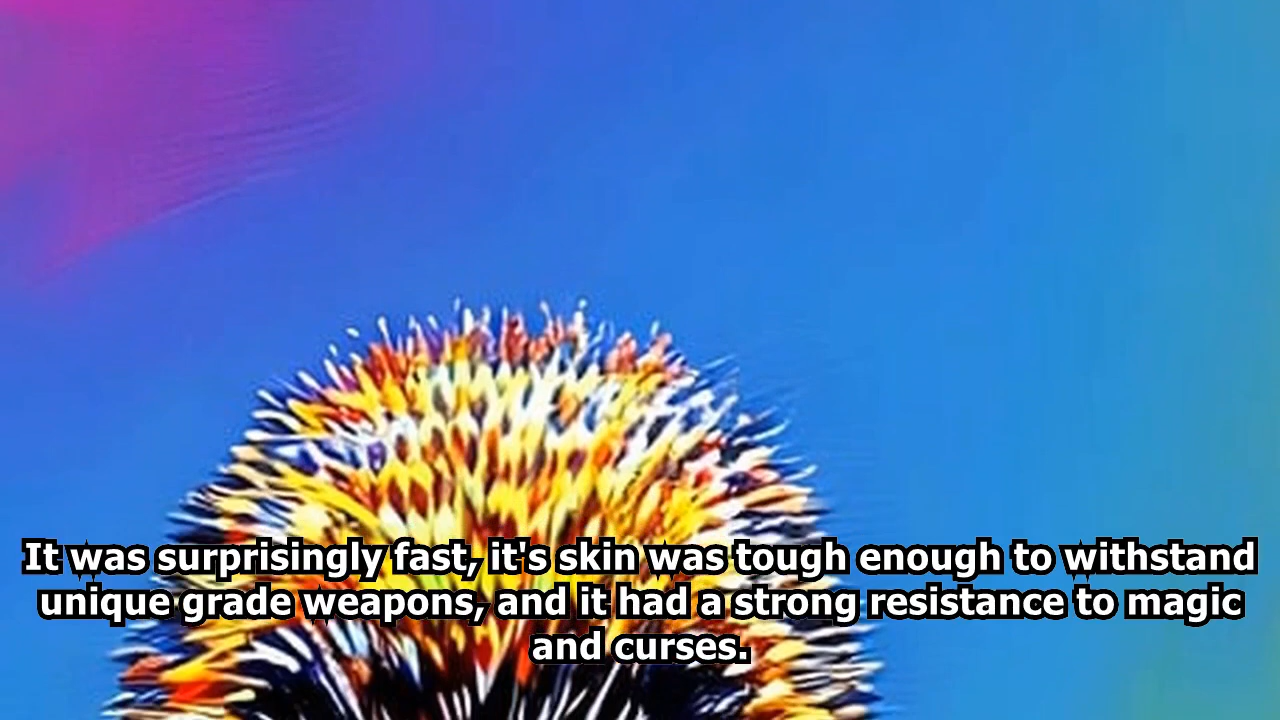 It was surprisingly fast, it's skin was tough enough to withstand
unique grade weapons, and it had a strong resistance to magic
and curses.